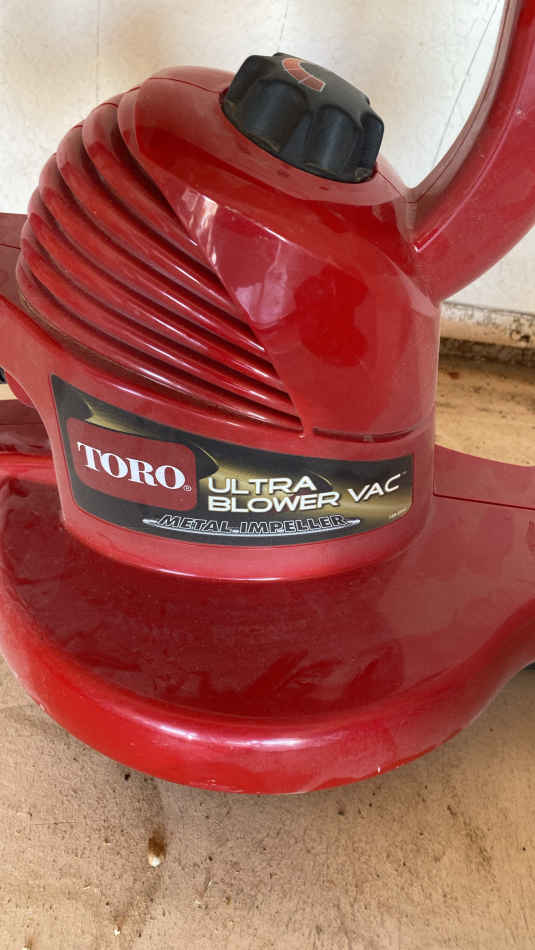 TORO®
ULTRA
BLOWER VAC™
METAL IMPELLER